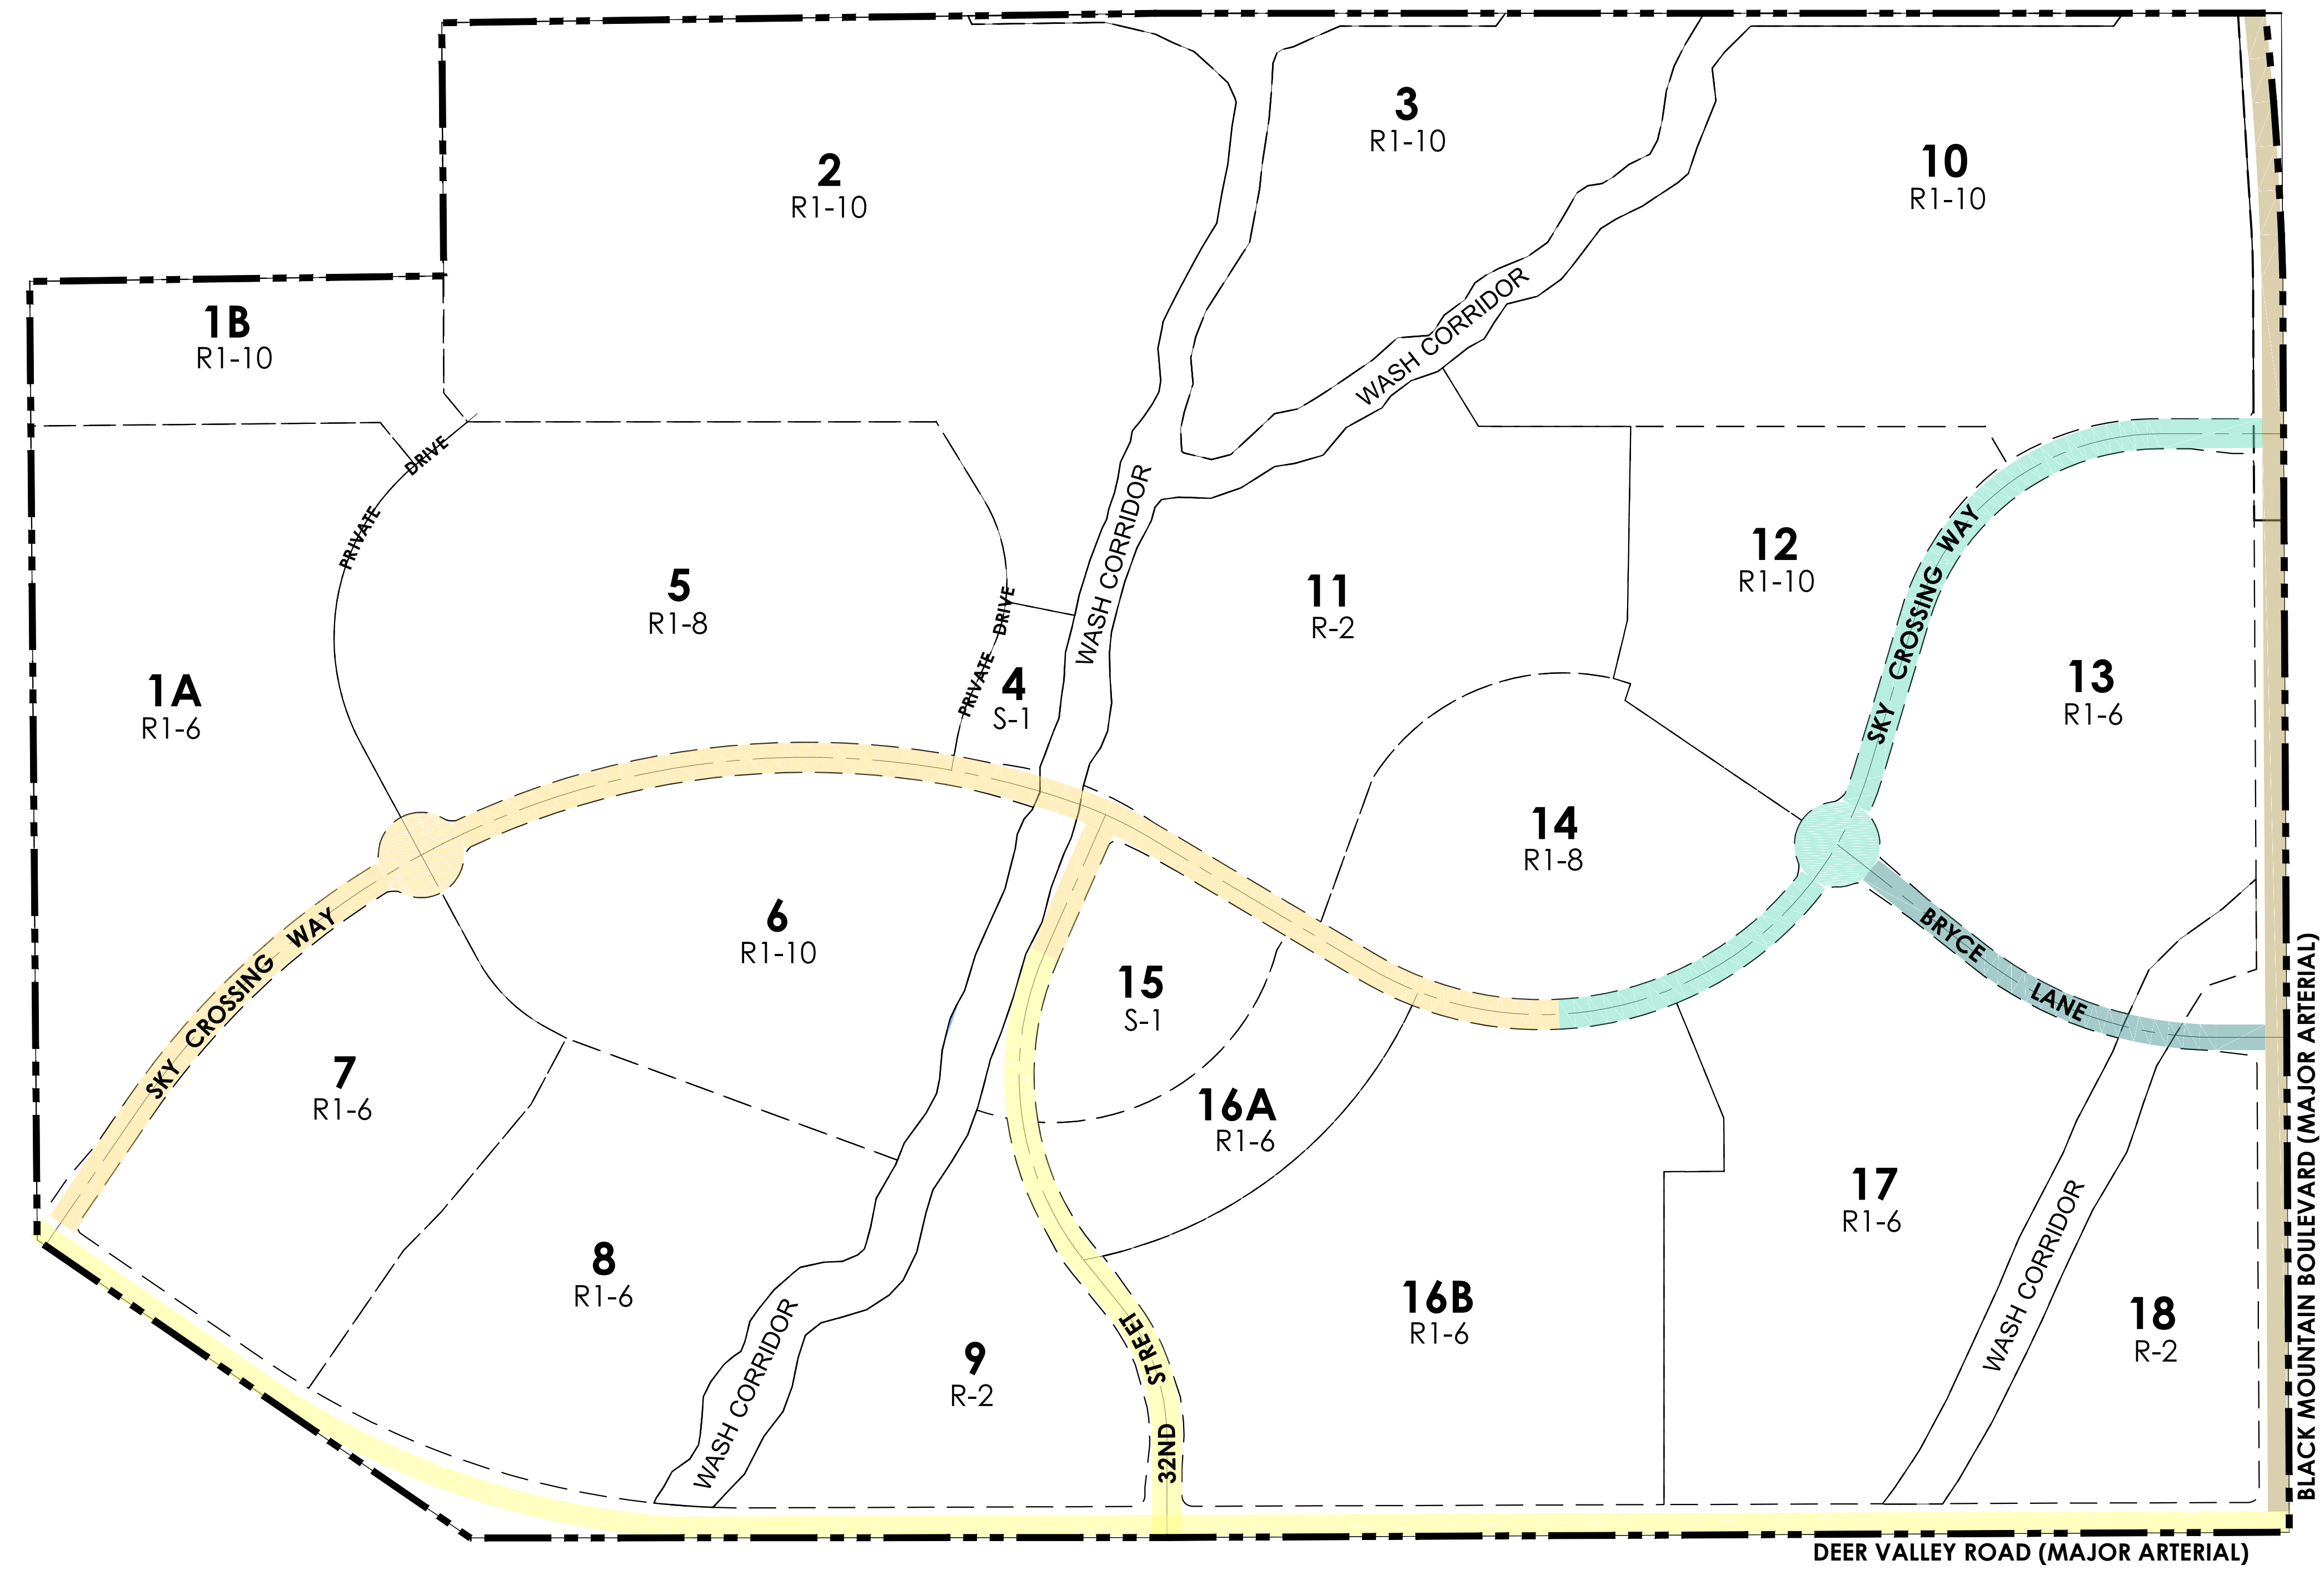 3
R1-10
2
R1-10
10
R1-10
1B
R1-10
WASH CORRIDOR
PRIVATE DRIVE
5
R1-8
PRIVATE DRIVE
4
S-1
WASH CORRIDOR
11
R-2
12
R1-10
SKY CROSSING WAY
13
R1-6
1A
R1-6
14
R1-8
6
R1-10
15
S-1
BRYCE LANE
SKY CROSSING WAY
7
R1-6
16A
R1-6
17
R1-6
8
R1-6
WASH CORRIDOR
9
R-2
32ND STREET
16B
R1-6
WASH CORRIDOR
18
R-2
BLACK MOUNTAIN BOULEVARD (MAJOR ARTERIAL)
DEER VALLEY ROAD (MAJOR ARTERIAL)